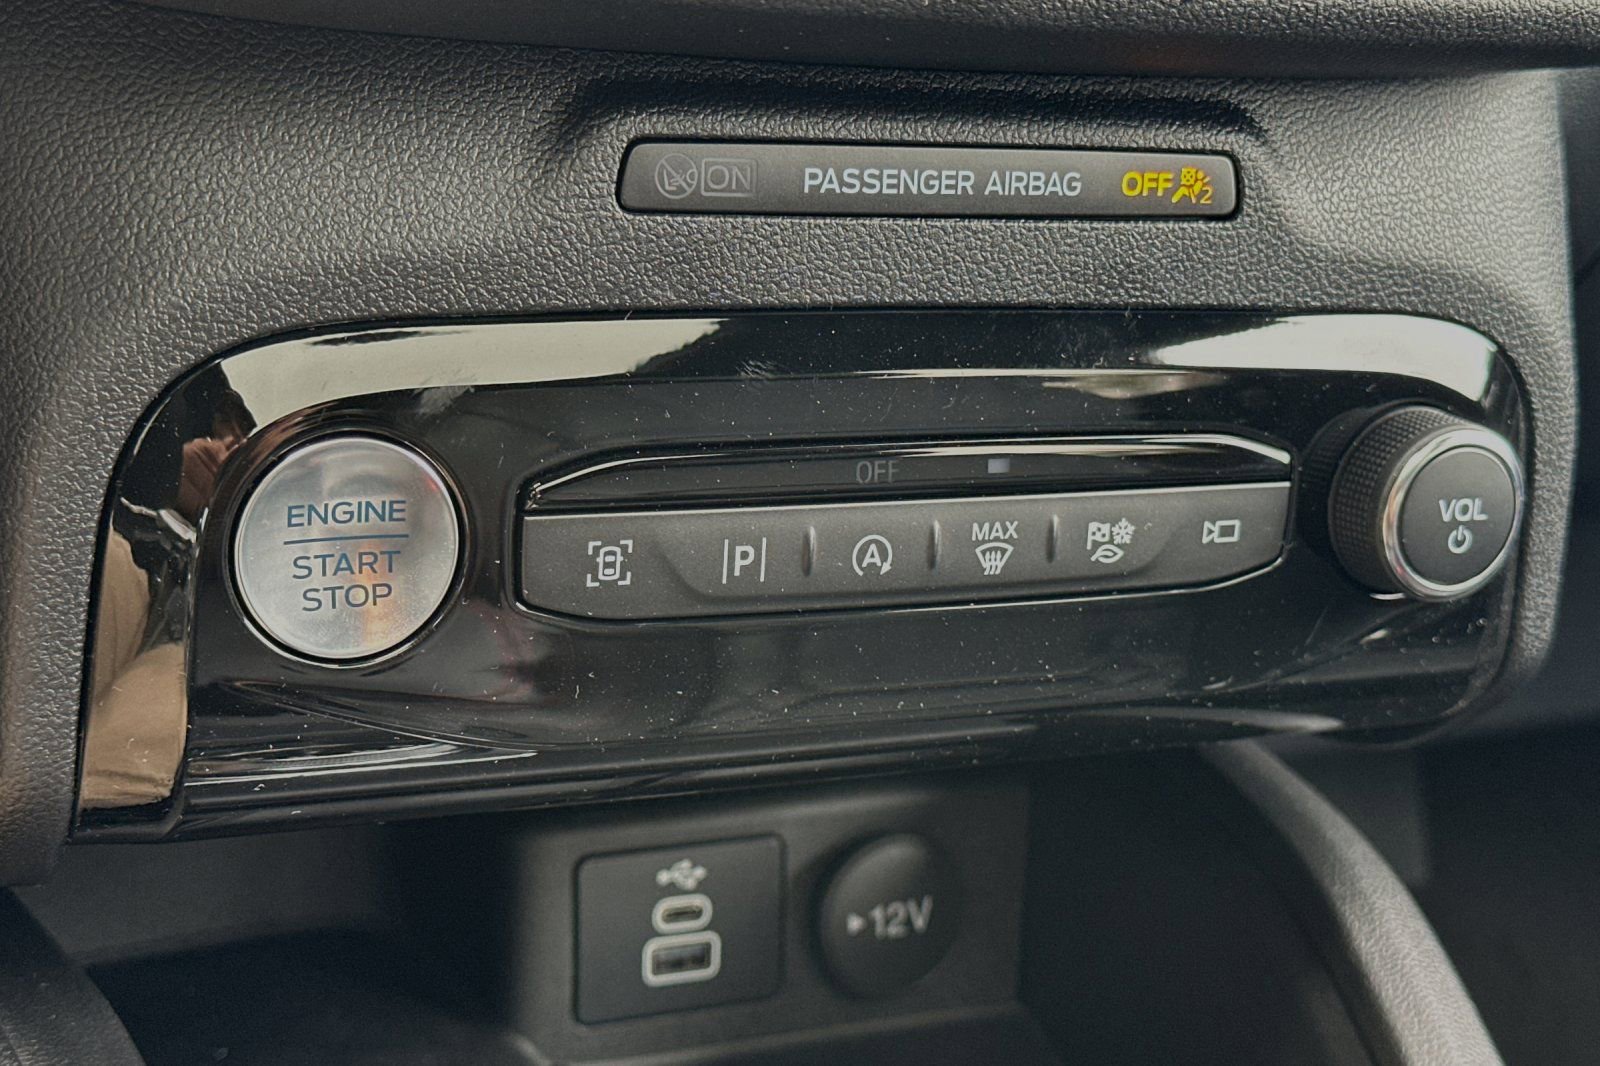 ON PASSENGER AIRBAG OFF 2
OFF
ENGINE
START
STOP
P
A
MAX
VOL
12V